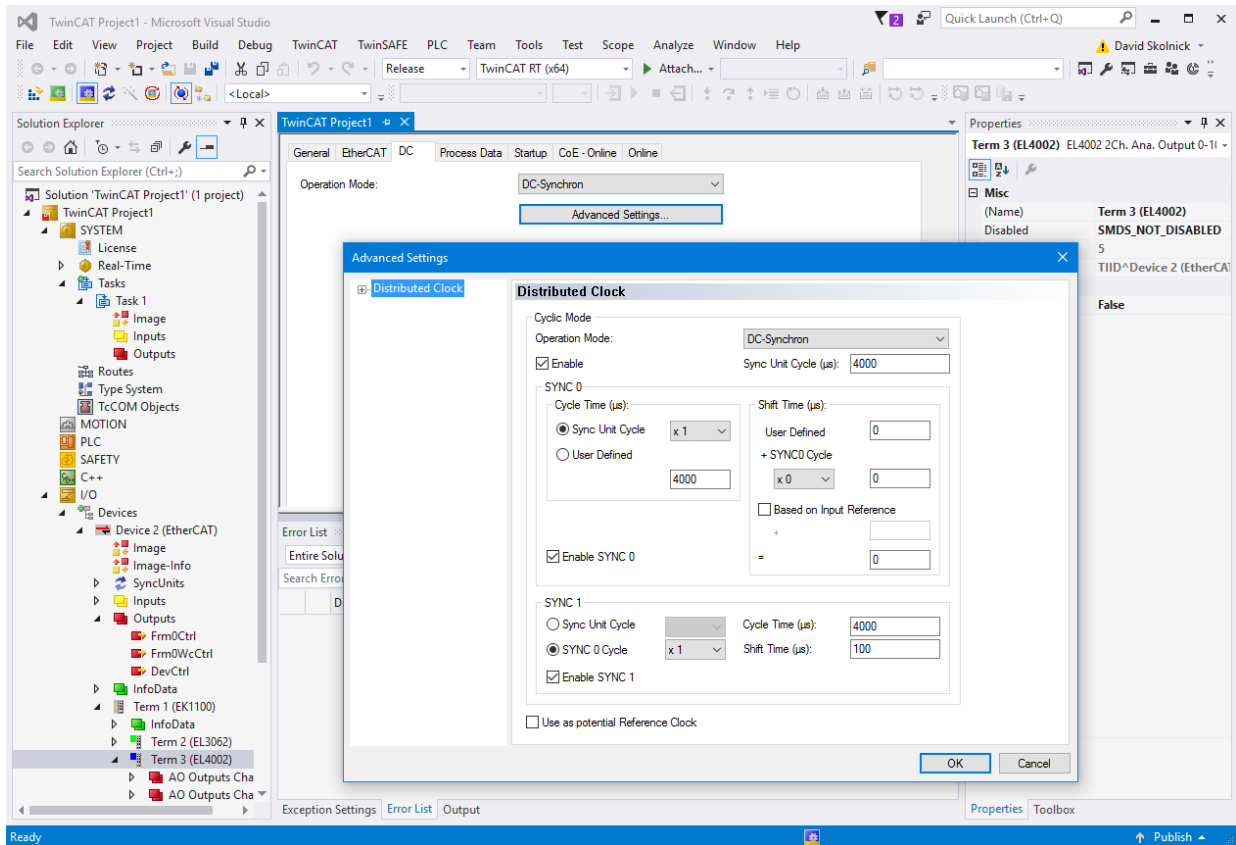 TwinCAT Project1 - Microsoft Visual Studio
2
Quick Launch (Ctrl+Q)
File Edit View Project Build Debug TwinCAT TwinSAFE PLC Team Tools Test Scope Analyze Window Help
David Skolnick
Release TwinCAT RT (x64) Attach...
<Local>
Solution Explorer
Search Solution Explorer (Ctrl+;)
Solution 'TwinCAT Project1' (1 project)
TwinCAT Project1
SYSTEM
License
Real-Time
Tasks
Task 1
Image
Inputs
Outputs
Routes
Type System
TcCOM Objects
MOTION
PLC
SAFETY
C++
I/O
Devices
Device 2 (EtherCAT)
Image
Image-Info
SyncUnits
Inputs
Outputs
Frm0Ctrl
Frm0WcCtrl
DevCtrl
InfoData
Term 1 (EK1100)
InfoData
Term 2 (EL3062)
Term 3 (EL4002)
AO Outputs Cha
AO Outputs Cha
TwinCAT Project1
General EtherCAT DC Process Data Startup CoE - Online Online
Operation Mode: DC-Synchron
Advanced Settings...
Advanced Settings
Distributed Clock
Distributed Clock
Cyclic Mode
Operation Mode: DC-Synchron
Enable Sync Unit Cycle (µs): 4000
SYNC 0
Cycle Time (µs): Shift Time (µs):
Sync Unit Cycle x 1 User Defined 0
User Defined + SYNC0 Cycle
4000 x 0 0
Based on Input Reference
+
Enable SYNC 0 = 0
SYNC 1
Sync Unit Cycle Cycle Time (µs): 4000
SYNC 0 Cycle x 1 Shift Time (µs): 100
Enable SYNC 1
Use as potential Reference Clock
OK Cancel
Error List
Entire Solu
Search Erro
D
Exception Settings Error List Output
Properties
Term 3 (EL4002) EL4002 2Ch. Ana. Output 0-1
Misc
(Name) Term 3 (EL4002)
Disabled SMDS_NOT_DISABLED
5
TIID^Device 2 (EtherCA
False
Properties Toolbox
Ready
Publish